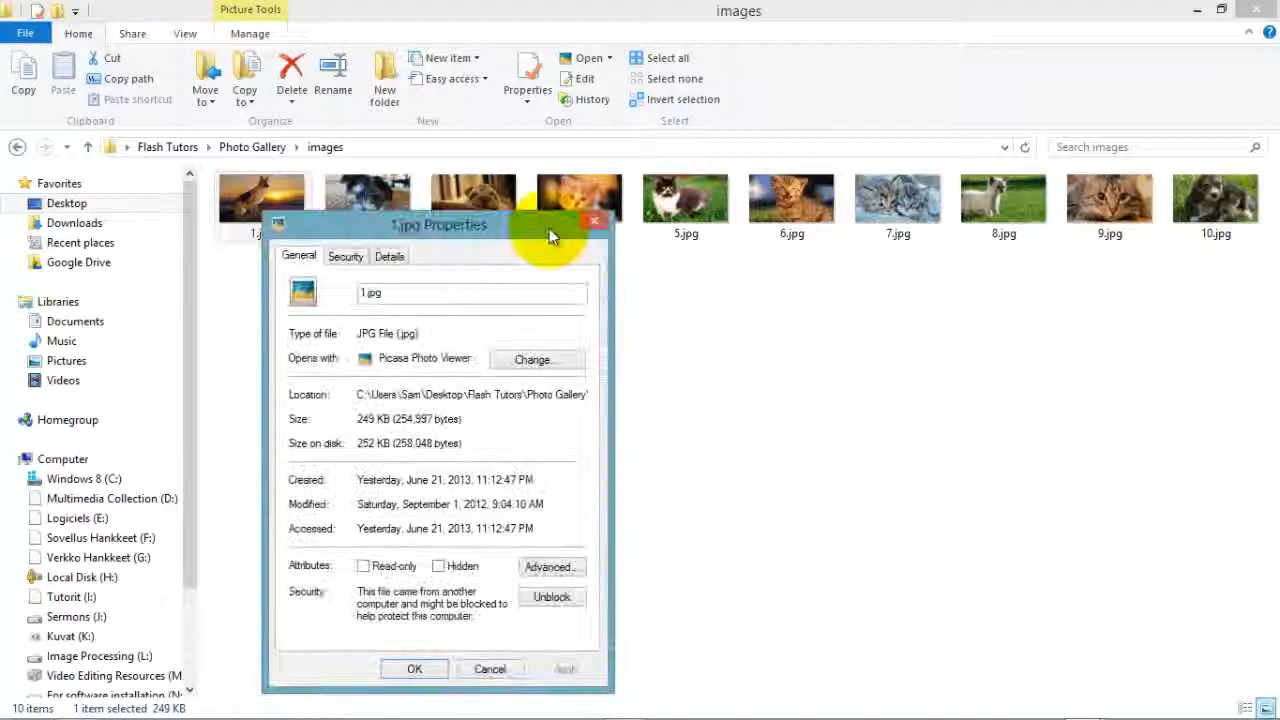 Picture Tools
images
File
Home
Share
View
Manage
Copy
Paste
Cut
Copy path
Paste shortcut
Clipboard
Move to
Copy to
Delete
Rename
Organize
New folder
New item
Easy access
New
Properties
Open
Edit
History
Open
Select all
Select none
Invert selection
Select
Flash Tutors
Photo Gallery
images
Search images
Favorites
Desktop
Downloads
Recent places
Google Drive
Libraries
Documents
Music
Pictures
Videos
Homegroup
Computer
Windows 8 (C:)
Multimedia Collection (D:)
Logiciels (E:)
Sovellus Hankkeet (F:)
Verkko Hankkeet (G:)
Local Disk (H:)
Tutorit (I:)
Sermons (J:)
Kuvat (K:)
Image Processing (L:)
Video Editing Resources (M
For software installation (N:
5.jpg
6.jpg
7.jpg
8.jpg
9.jpg
10.jpg
1.jpg Properties
General
Security
Details
1.jpg
Type of file: JPG File (.jpg)
Opens with: Picasa Photo Viewer
Change...
Location: C:\Users\Sam\Desktop\Flash Tutors\Photo Gallery\
Size: 249 KB (254,997 bytes)
Size on disk: 252 KB (258,048 bytes)
Created: Yesterday, June 21, 2013, 11:12:47 PM
Modified: Saturday, September 1, 2012, 9:04:10 AM
Accessed: Yesterday, June 21, 2013, 11:12:47 PM
Attributes: Read-only Hidden Advanced...
Security: This file came from another
computer and might be blocked to
help protect this computer.
Unblock
OK
Cancel
Apply
10 items
1 item selected 249 KB